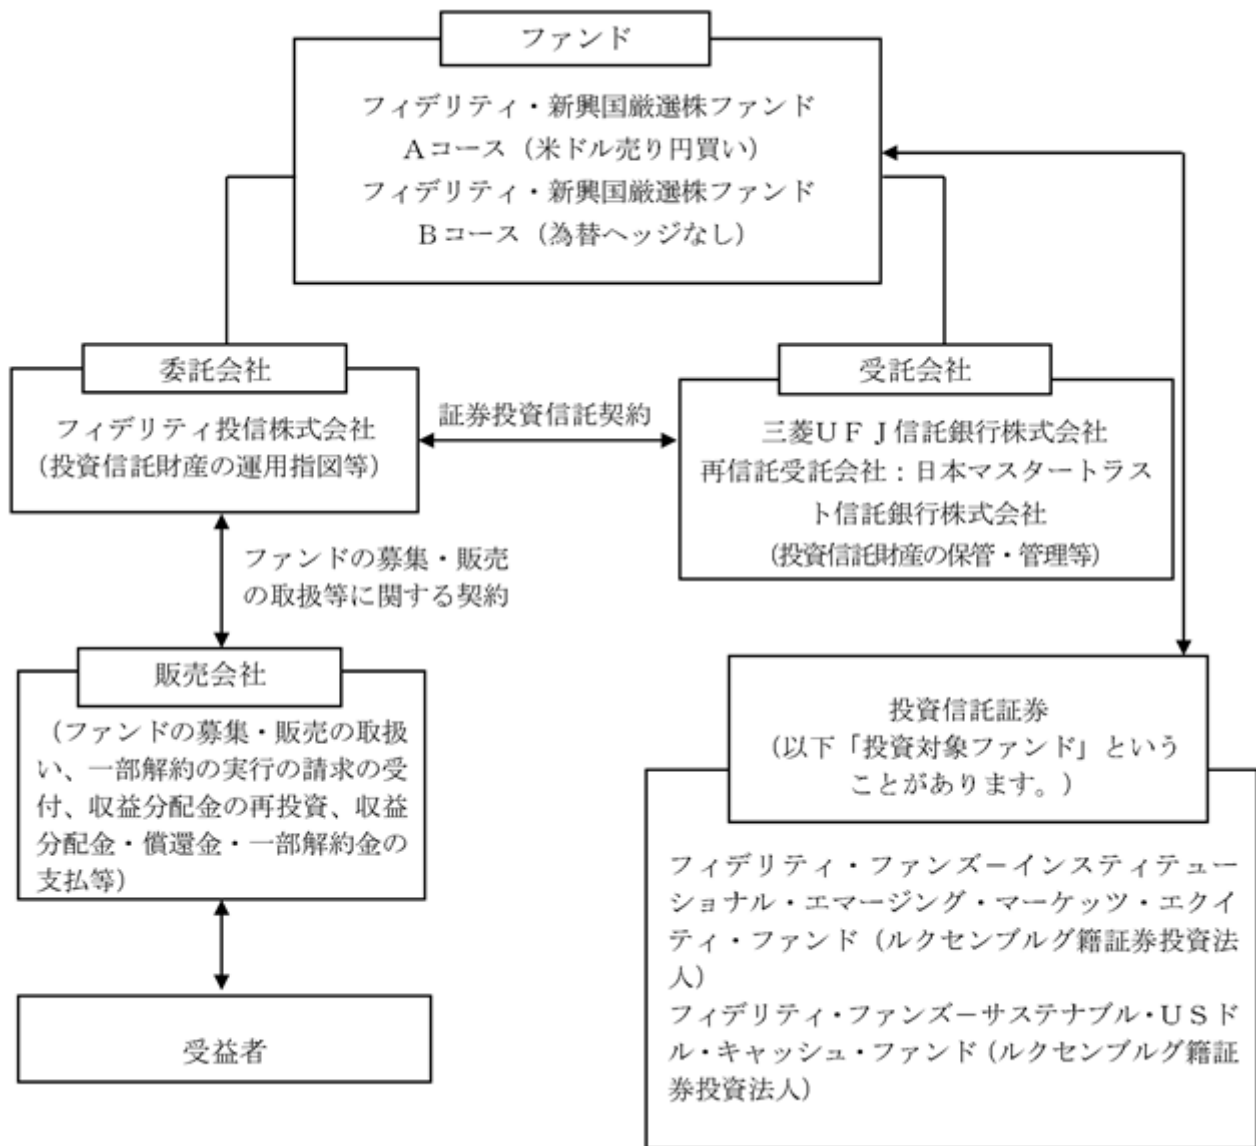 ファンド
フィデリティ・新興国厳選株ファンド
Aコース（米ドル売り円買い）
フィデリティ・新興国厳選株ファンド
Bコース（為替ヘッジなし）
委託会社
フィデリティ投信株式会社
（投資信託財産の運用指図等）
証券投資信託契約
受託会社
三菱UFJ信託銀行株式会社
再信託受託会社：日本マスタートラス
ト信託銀行株式会社
（投資信託財産の保管・管理等）
ファンドの募集・販売
の取扱等に関する契約
販売会社
（ファンドの募集・販売の取扱
い、一部解約の実行の請求の受
付、収益分配金の再投資、収益
分配金・償還金・一部解約金の
支払等）
受益者
投資信託証券
（以下「投資対象ファンド」という
ことがあります。）
フィデリティ・ファンズ－インスティテュー
ショナル・エマージング・マーケッツ・エクイ
ティ・ファンド（ルクセンブルグ籍証券投資法
人）
フィデリティ・ファンズ－サステナブル・USド
ル・キャッシュ・ファンド（ルクセンブルグ籍証
券投資法人）